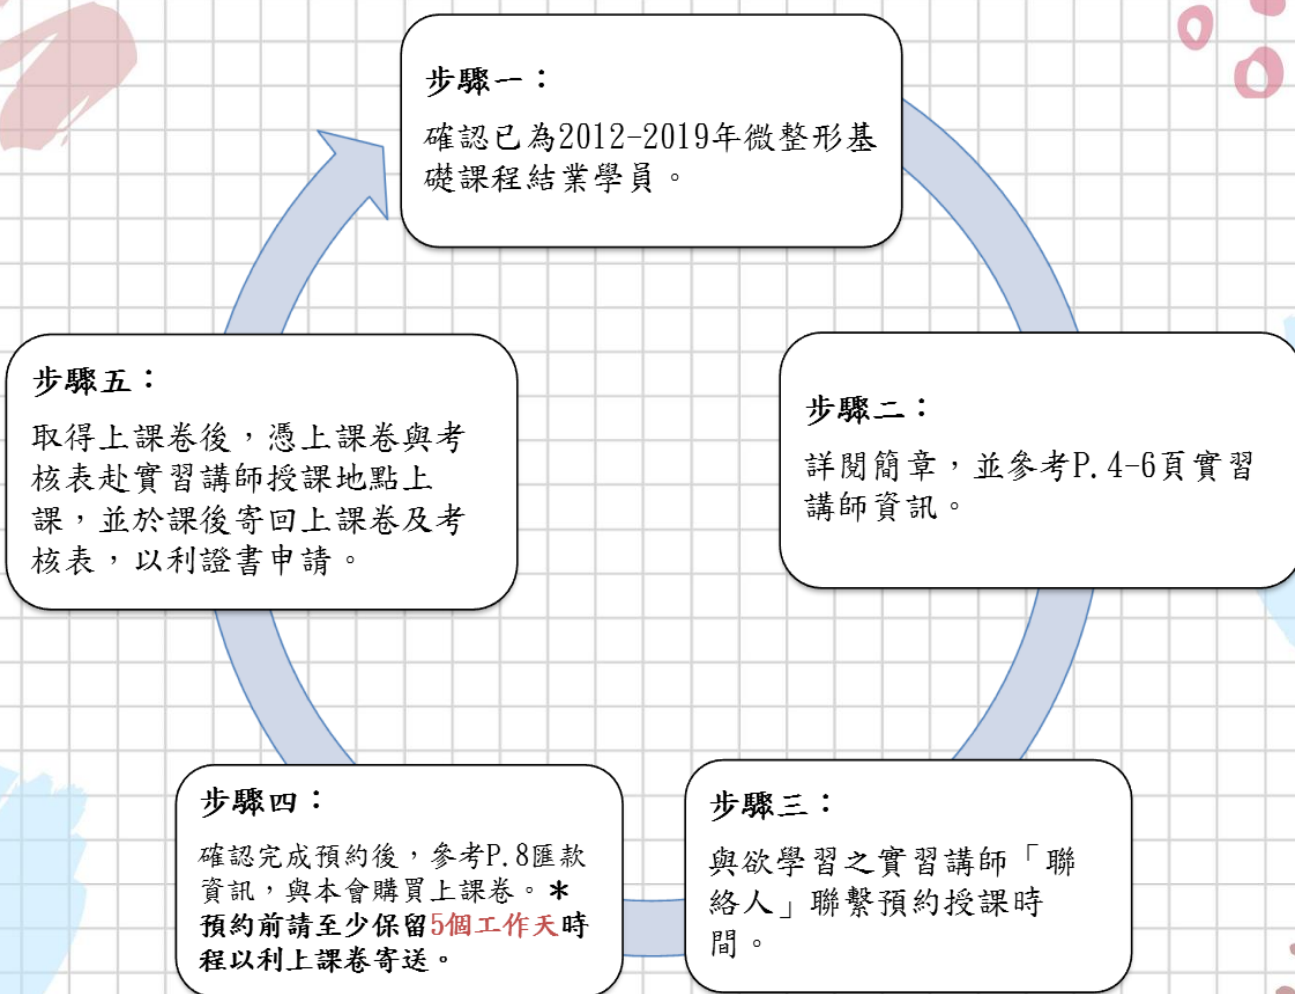 步驟一：
確認已為2012-2019年微整形基
礎課程結業學員。
步驟二：
詳閱簡章，並參考P.4-6頁實習
講師資訊。
步驟三：
與欲學習之實習講師「聯
絡人」聯繫預約授課時
間。
步驟四：
確認完成預約後，參考P.8匯款
資訊，與本會購買上課卷。＊
預約前請至少保留5個工作天時
程以利上課卷寄送。
步驟五：
取得上課卷後，憑上課卷與考
核表赴實習講師授課地點上
課，並於課後寄回上課卷及考
核表，以利證書申請。